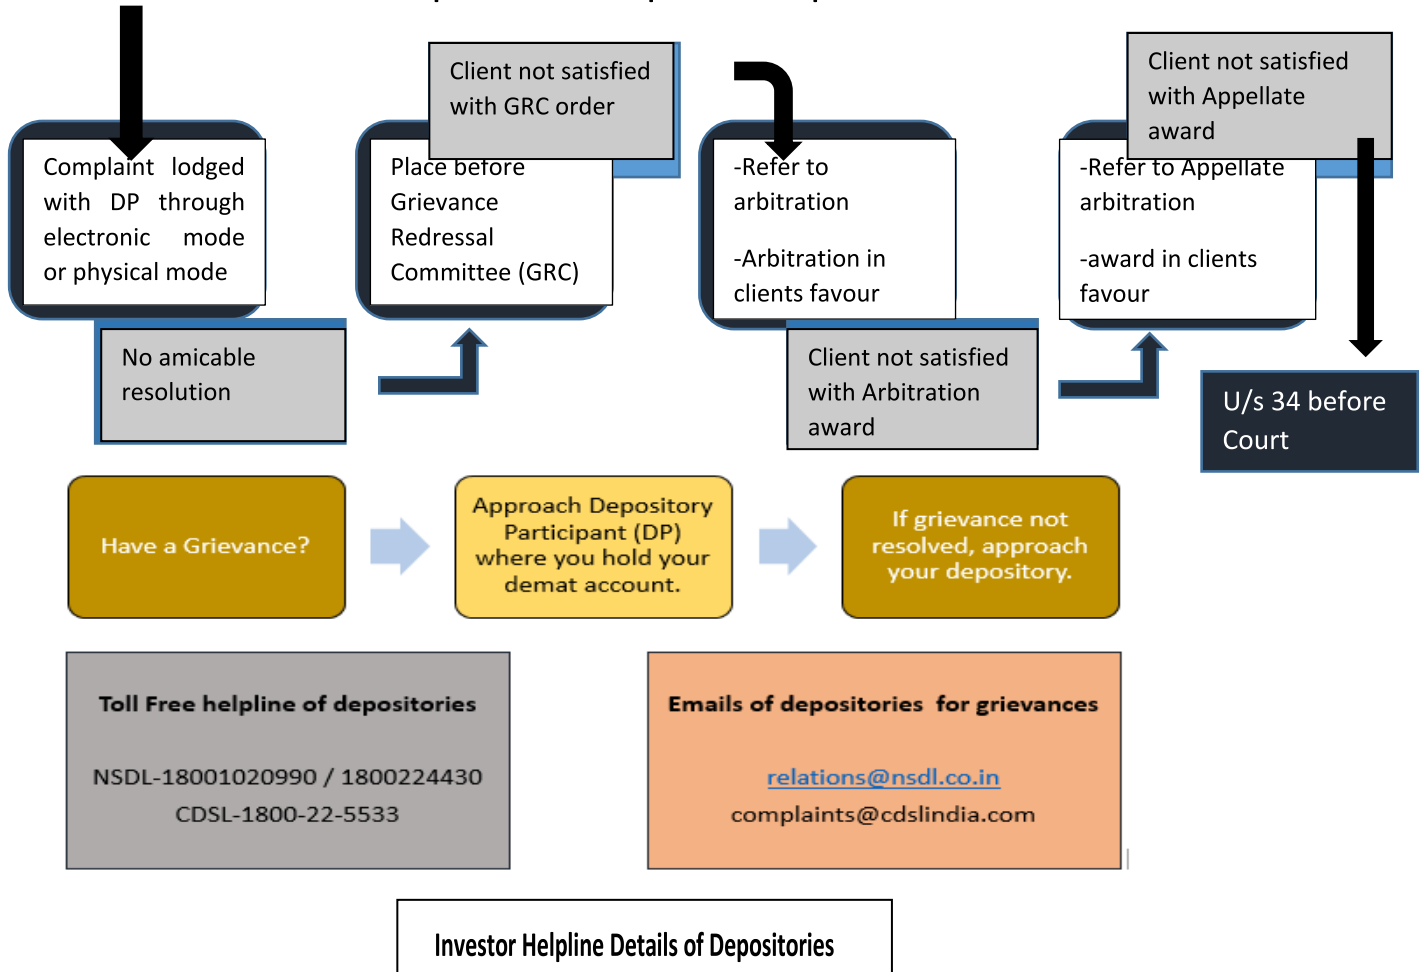 Client not satisfied
with GRC order
Client not satisfied
with Appellate
award
Complaint lodged
with DP through
electronic mode
or physical mode
Place before
Grievance
Redressal
Committee (GRC)
-Refer to
arbitration
-Arbitration in
clients favour
-Refer to Appellate
arbitration
-award in clients
favour
No amicable
resolution
Client not satisfied
with Arbitration
award
U/s 34 before
Court
Have a Grievance?
Approach Depository
Participant (DP)
where you hold your
demat account.
If grievance not
resolved, approach
your depository.
Toll Free helpline of depositories
NSDL-18001020990 / 1800224430
CDSL-1800-22-5533
Emails of depositories for grievances
relations@nsdl.co.in
complaints@cdslindia.com
Investor Helpline Details of Depositories